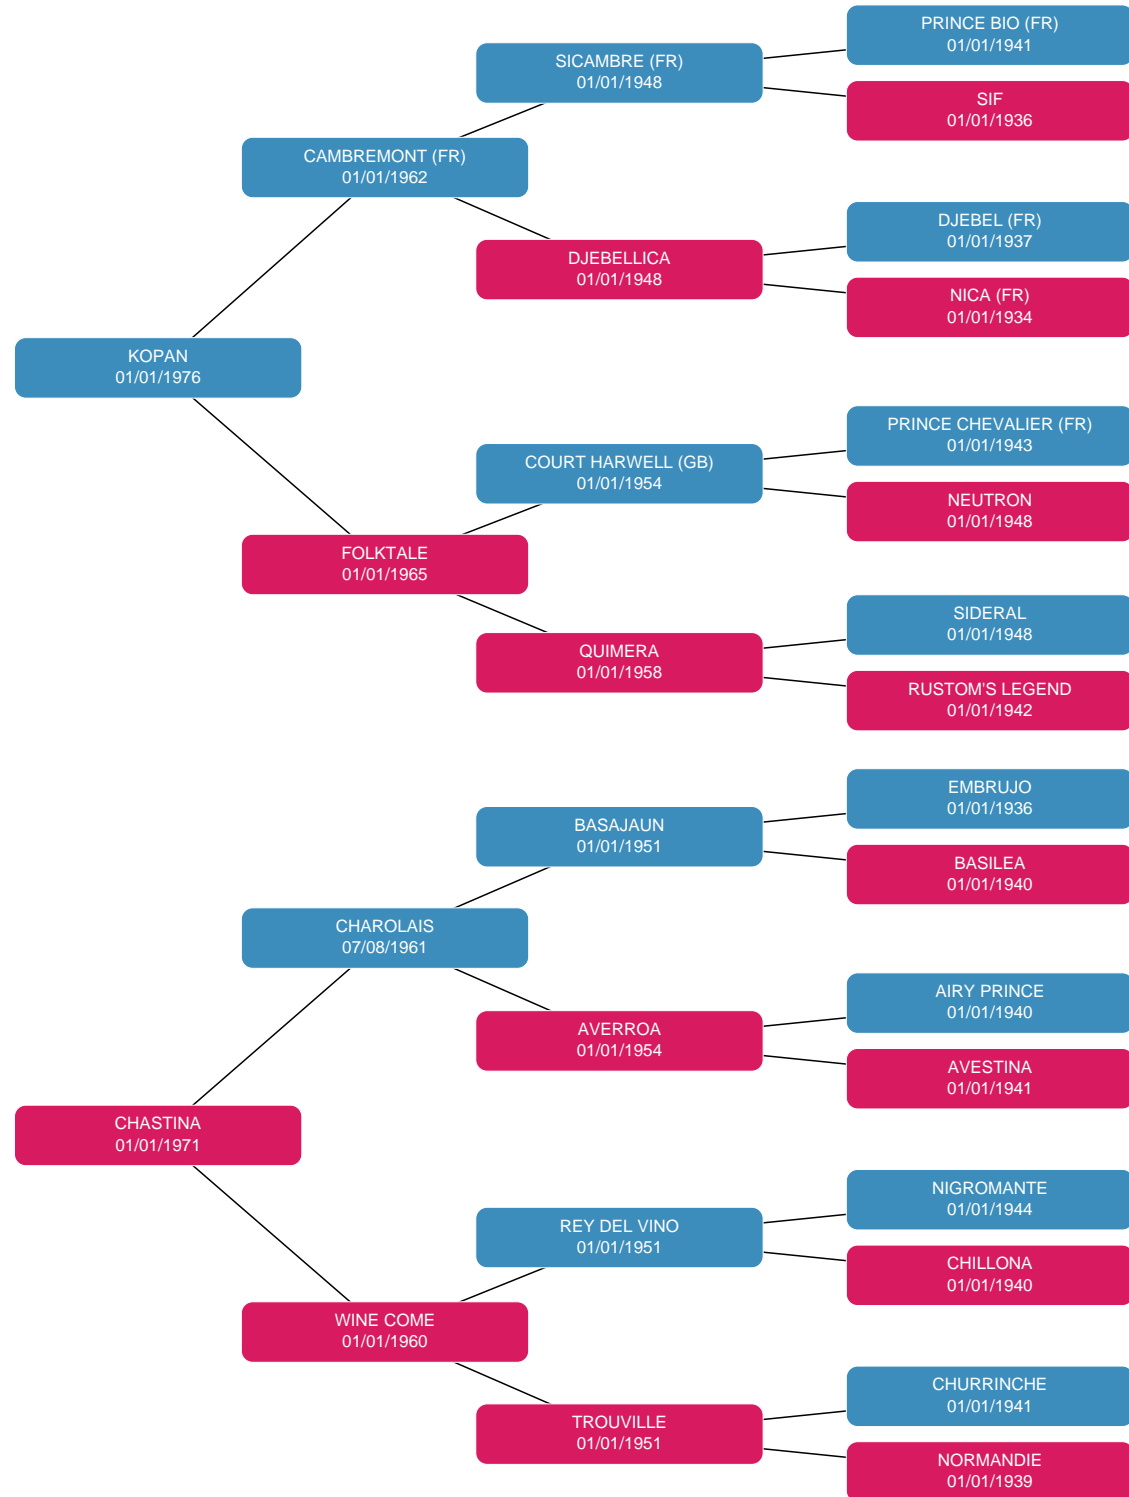 PRINCE BIO (FR)
01/01/1941
SICAMBRE (FR)
01/01/1948
SIF
01/01/1936
CAMBREMONT (FR)
01/01/1962
DJEBEL (FR)
01/01/1937
DJEBELLICA
01/01/1948
NICA (FR)
01/01/1934
KOPAN
01/01/1976
PRINCE CHEVALIER (FR)
01/01/1943
COURT HARWELL (GB)
01/01/1954
NEUTRON
01/01/1948
FOLKTALE
01/01/1965
SIDERAL
01/01/1948
QUIMERA
01/01/1958
RUSTOM'S LEGEND
01/01/1942
EMBRUJO
01/01/1936
BASAJAUN
01/01/1951
BASILEA
01/01/1940
CHAROLAIS
07/08/1961
AIRY PRINCE
01/01/1940
AVERROA
01/01/1954
AVESTINA
01/01/1941
CHASTINA
01/01/1971
NIGROMANTE
01/01/1944
REY DEL VINO
01/01/1951
CHILLONA
01/01/1940
WINE COME
01/01/1960
CHURRINCHE
01/01/1941
TROUVILLE
01/01/1951
NORMANDIE
01/01/1939